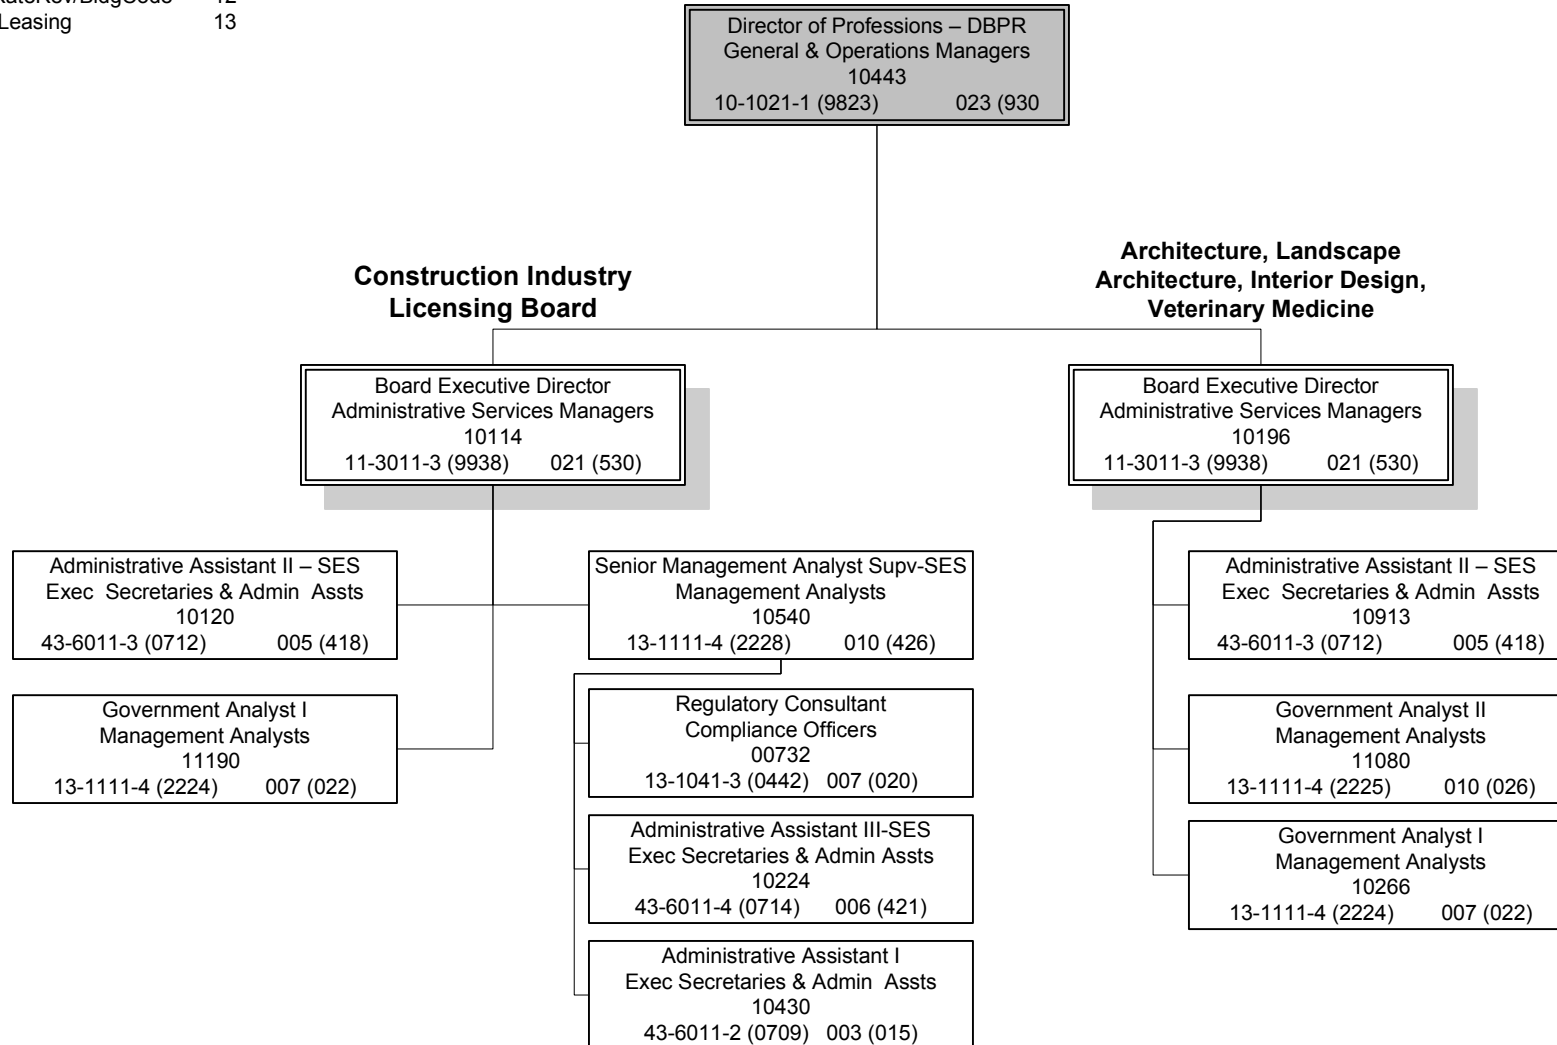 12
Leasing 13
Director of Professions – DBPR
General & Operations Managers
10443
10-1021-1 (9823) 023 (930
Construction Industry
Licensing Board
Architecture, Landscape
Architecture, Interior Design,
Veterinary Medicine
Board Executive Director
Administrative Services Managers
10114
11-3011-3 (9938) 021 (530)
Board Executive Director
Administrative Services Managers
10196
11-3011-3 (9938) 021 (530)
Administrative Assistant II – SES
Exec Secretaries & Admin Assts
10120
43-6011-3 (0712) 005 (418)
Senior Management Analyst Supv-SES
Management Analysts
10540
13-1111-4 (2228) 010 (426)
Administrative Assistant II – SES
Exec Secretaries & Admin Assts
10913
43-6011-3 (0712) 005 (418)
Government Analyst I
Management Analysts
11190
13-1111-4 (2224) 007 (022)
Regulatory Consultant
Compliance Officers
00732
13-1041-3 (0442) 007 (020)
Government Analyst II
Management Analysts
11080
13-1111-4 (2225) 010 (026)
Administrative Assistant III-SES
Exec Secretaries & Admin Assts
10224
43-6011-4 (0714) 006 (421)
Government Analyst I
Management Analysts
10266
13-1111-4 (2224) 007 (022)
Administrative Assistant I
Exec Secretaries & Admin Assts
10430
43-6011-2 (0709) 003 (015)